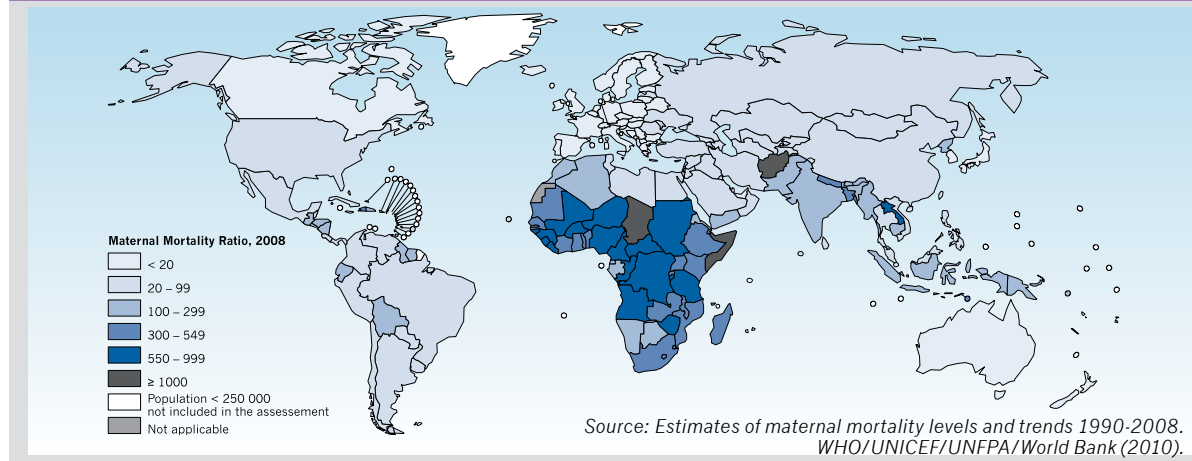 Maternal Mortality Ratio, 2008
< 20
20 – 99
100 – 299
300 – 549
550 – 999
≥ 1000
Population < 250 000
not included in the assessement
Not applicable
Source: Estimates of maternal mortality levels and trends 1990-2008.
WHO/UNICEF/UNFPA/World Bank (2010).